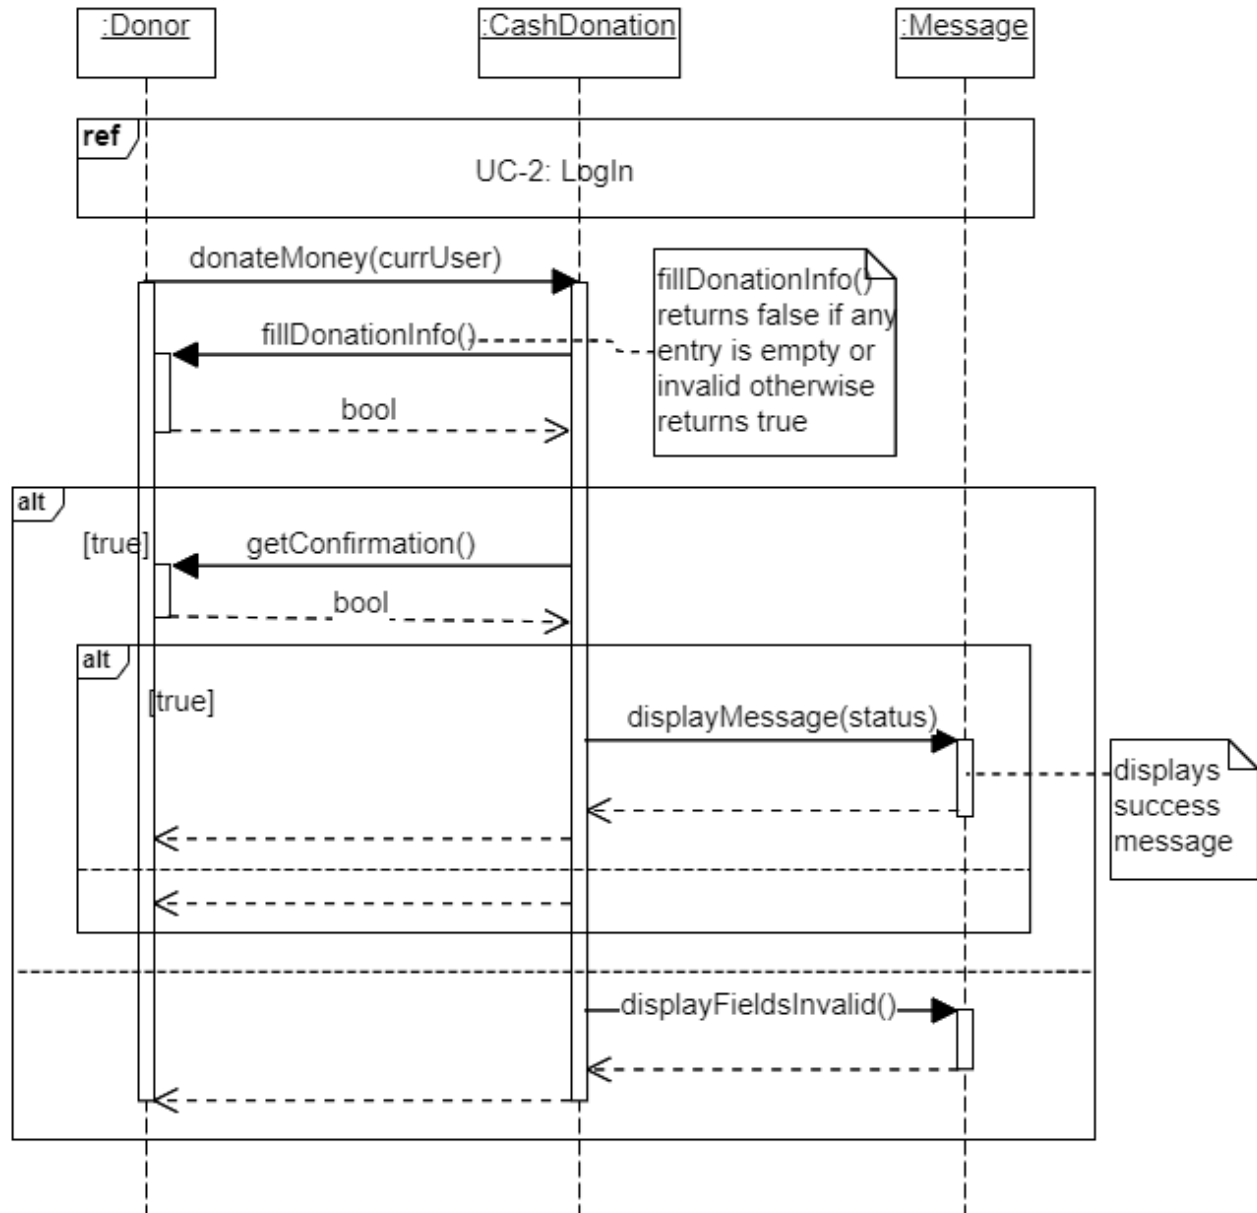 :Donor
:CashDonation
:Message
ref
UC-2: LogIn
donateMoney(currUser)
fillDonationInfo()
returns false if any
entry is empty or
invalid otherwise
returns true
fillDonationInfo()
bool
alt
[true]
getConfirmation()
bool
alt
[true]
displayMessage(status)
displays
success
message
displayFieldsInvalid()